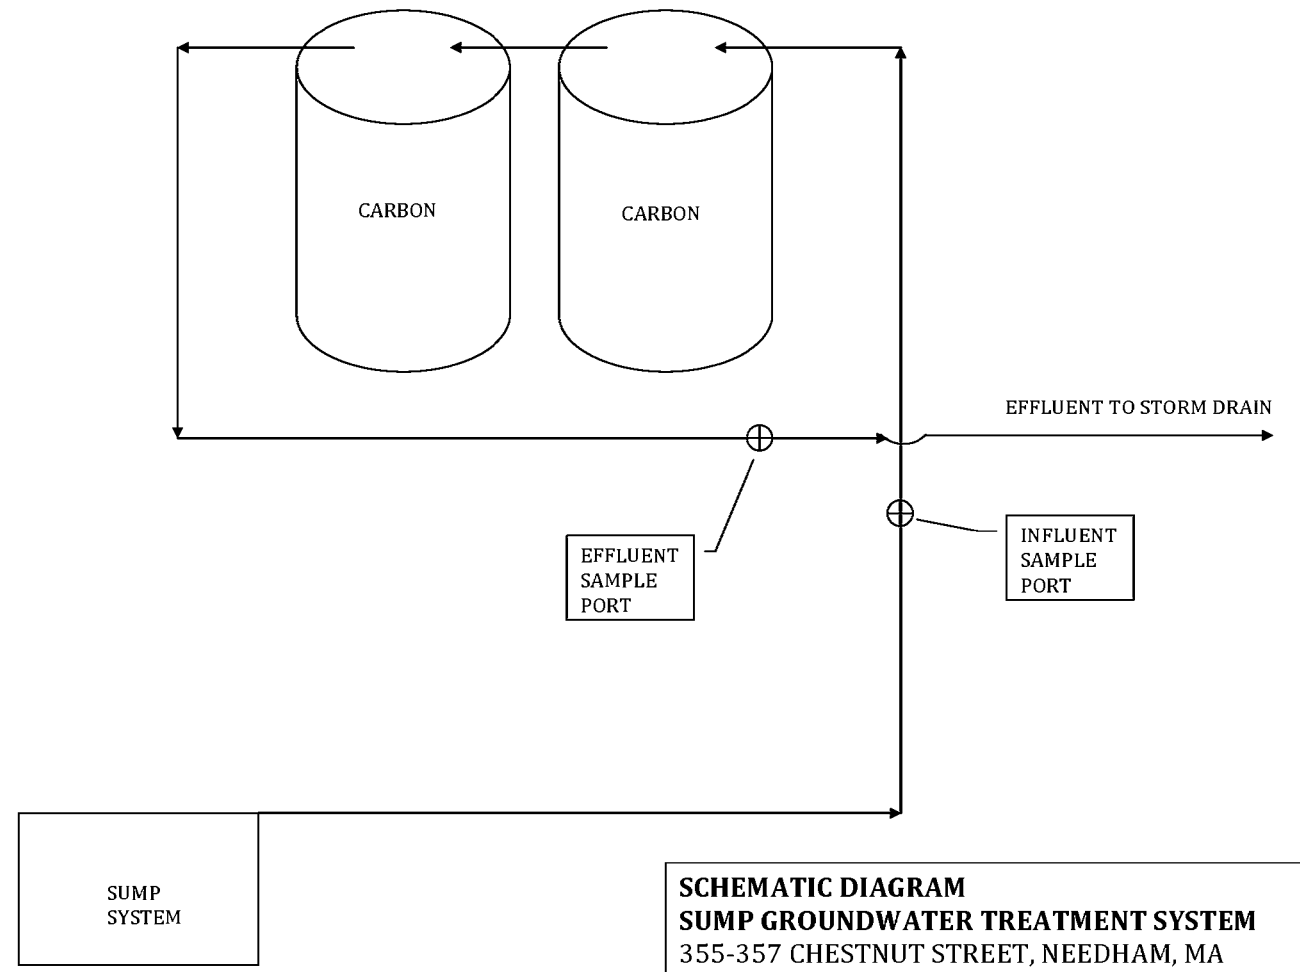 CARBON
CARBON
EFFLUENT TO STORM DRAIN
EFFLUENT
SAMPLE
PORT
INFLUENT
SAMPLE
PORT
SUMP
SYSTEM
SCHEMATIC DIAGRAM
SUMP GROUNDWATER TREATMENT SYSTEM
355-357 CHESTNUT STREET, NEEDHAM, MA